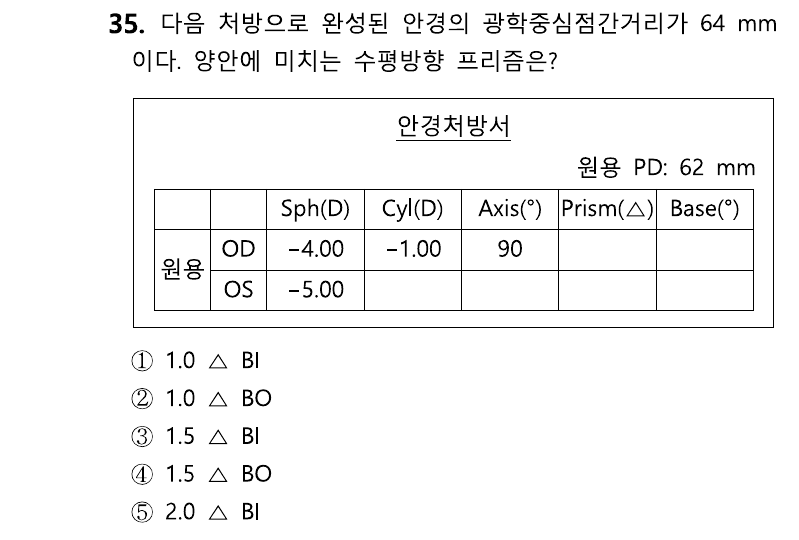 35. 다음 처방으로 완성된 안경의 광학중심점간거리가 64 mm
이다. 양안에 미치는 수평방향 프리즘은?
안경처방서
원용 PD: 62 mm
Sph(D) Cyl(D) Axis(°) Prism(△) Base(°)
원용 OD −4.00 −1.00 90
OS −5.00
① 1.0 △ BI
② 1.0 △ BO
③ 1.5 △ BI
④ 1.5 △ BO
⑤ 2.0 △ BI